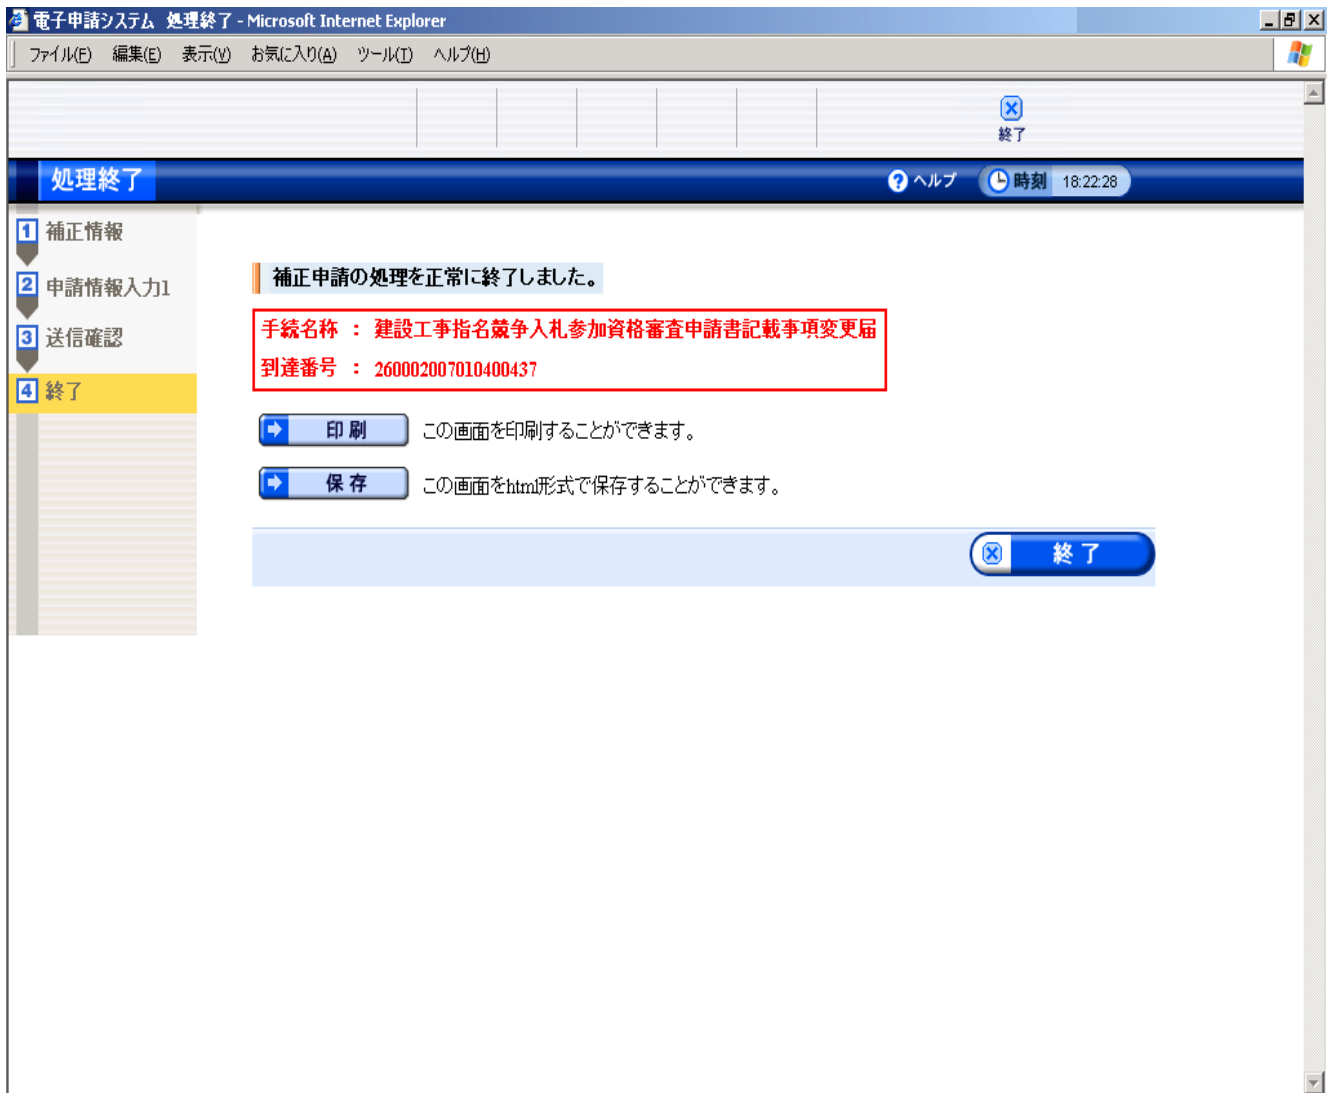 電子申請システム 処理終了 - Microsoft Internet Explorer
ファイル(F) 編集(E) 表示(V) お気に入り(A) ツール(T) ヘルプ(H)
終了
処理終了
ヘルプ 時刻 18:22:28
1 補正情報
2 申請情報入力1
3 送信確認
4 終了
補正申請の処理を正常に終了しました。
手続名称 ： 建設工事指名競争入札参加資格審査申請書記載事項変更届
到達番号 ： 260002007010400437
印刷 この画面を印刷することができます。
保存 この画面をhtml形式で保存することができます。
終了